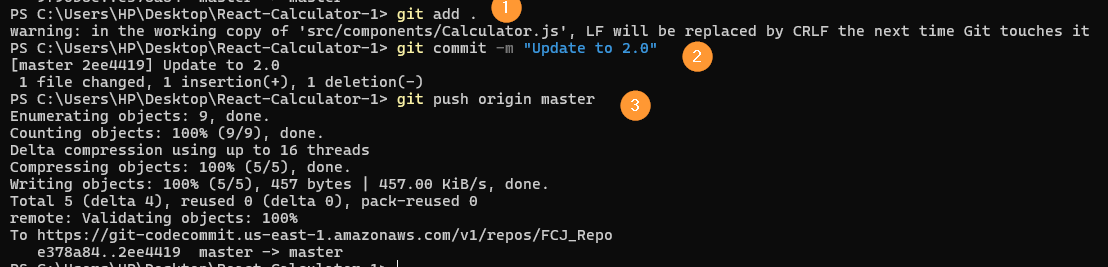 PS C:\Users\HP\Desktop\React-Calculator-1> git add . 1
warning: in the working copy of 'src/components/Calculator.js', LF will be replaced by CRLF the next time Git touches it
PS C:\Users\HP\Desktop\React-Calculator-1> git commit -m "Update to 2.0" 2
[master 2ee4419] Update to 2.0
 1 file changed, 1 insertion(+), 1 deletion(-)
PS C:\Users\HP\Desktop\React-Calculator-1> git push origin master 3
Enumerating objects: 9, done.
Counting objects: 100% (9/9), done.
Delta compression using up to 16 threads
Compressing objects: 100% (5/5), done.
Writing objects: 100% (5/5), 457 bytes | 457.00 KiB/s, done.
Total 5 (delta 4), reused 0 (delta 0), pack-reused 0
remote: Validating objects: 100%
To https://git-codecommit.us-east-1.amazonaws.com/v1/repos/FCJ_Repo
   e378a84..2ee4419  master -> master
PS C:\Users\HP\Desktop\React-Calculator-1>